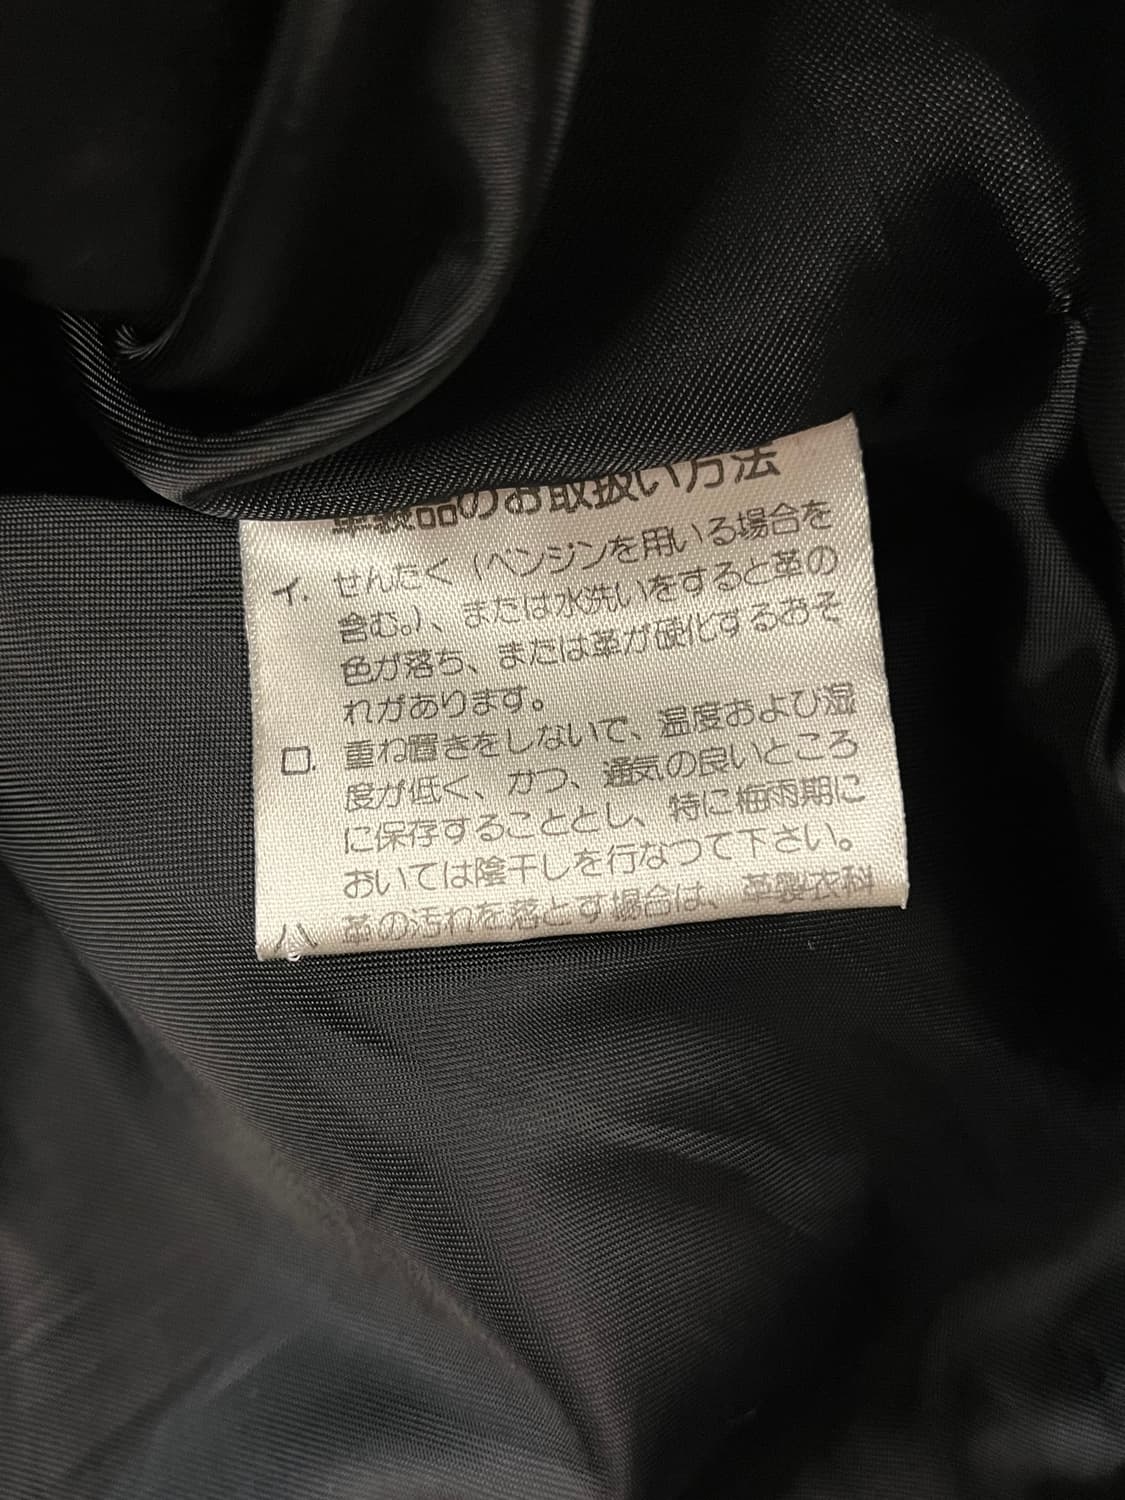 革製品のお取扱い方法
イ. せんたく（ベンジンを用いる場合を
含む。）、または水洗いをすると革の
色が落ち、または革が硬化するおそ
れがあります。
ロ. 重ね置きをしないで、温度および湿
度が低く、かつ、通気の良いところ
に保存することとし、特に梅雨期に
おいては陰干しを行なつて下さい。
ハ 革の汚れを落とす場合は、革製衣料